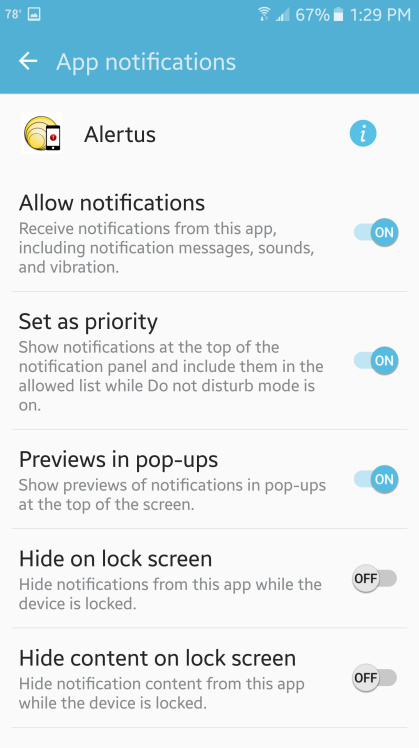 78° 67% 1:29 PM
App notifications
Alertus i
Allow notifications
Receive notifications from this app,
including notification messages, sounds,
and vibration.
ON
Set as priority
Show notifications at the top of the
notification panel and include them in the
allowed list while Do not disturb mode is
on.
ON
Previews in pop-ups
Show previews of notifications in pop-ups
at the top of the screen.
ON
Hide on lock screen
Hide notifications from this app while the
device is locked.
OFF
Hide content on lock screen
Hide notification content from this app
while the device is locked.
OFF